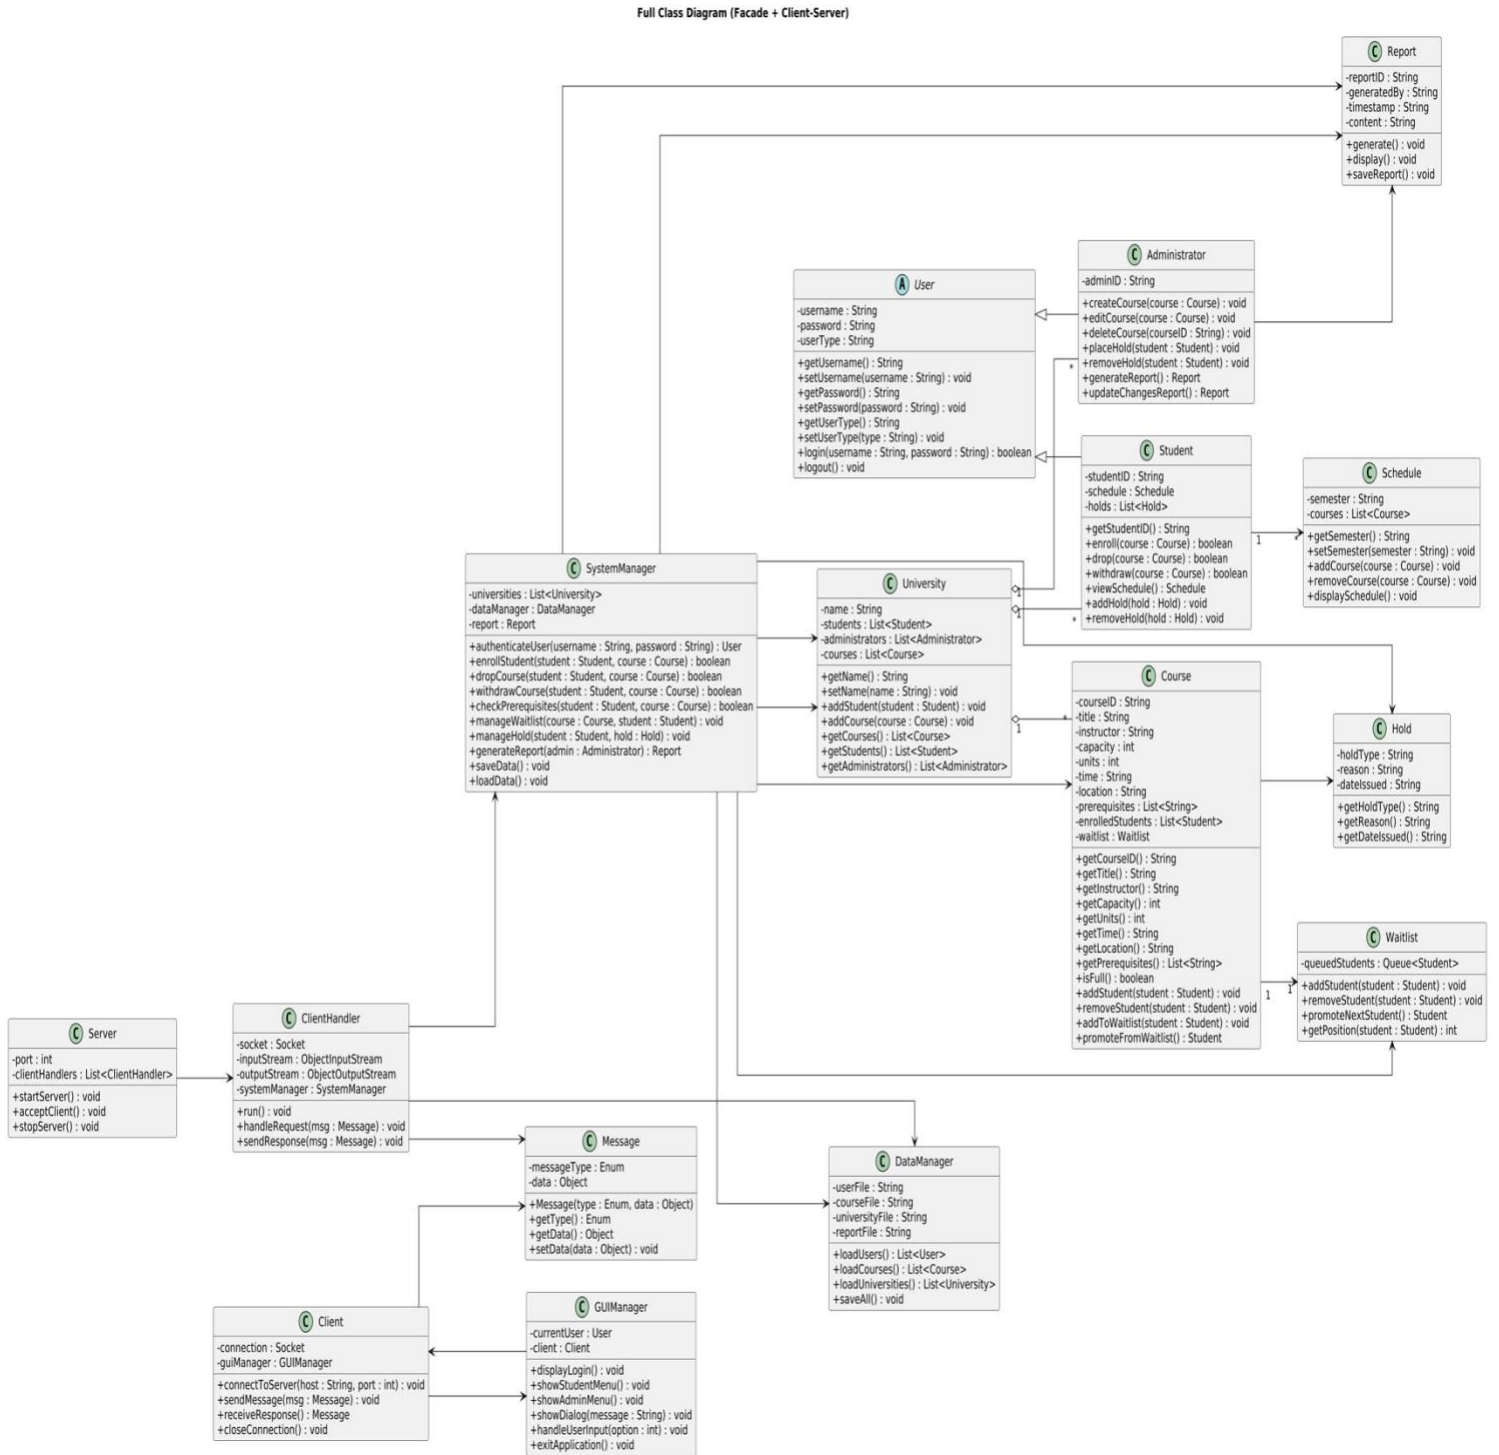 Full Class Diagram (Facade + Client-Server)
C Report
-reportID : String
-generatedBy : String
-timestamp : String
-content : String
+generate() : void
+display() : void
+saveReport() : void
C Administrator
-adminID : String
+createCourse(course : Course) : void
+editCourse(course : Course) : void
+deleteCourse(courseID : String) : void
+placeHold(student : Student) : void
+removeHold(student : Student) : void
+generateReport() : Report
+updateChangesReport() : Report
*
A User
-username : String
-password : String
-userType : String
+getUsername() : String
+setUsername(username : String) : void
+getPassword() : String
+setPassword(password : String) : void
+getUserType() : String
+setUserType(type : String) : void
+login(username : String, password : String) : boolean
+logout() : void
C Student
-studentID : String
-schedule : Schedule
-holds : List<Hold>
+getStudentID() : String
+enroll(course : Course) : boolean
+drop(course : Course) : boolean
+withdraw(course : Course) : boolean
+viewSchedule() : Schedule
+addHold(hold : Hold) : void
+removeHold(hold : Hold) : void
1
*
*
C Schedule
-semester : String
-courses : List<Course>
+getSemester() : String
+setSemester(semester : String) : void
+addCourse(course : Course) : void
+removeCourse(course : Course) : void
+displaySchedule() : void
C SystemManager
-universities : List<University>
-dataManager : DataManager
-report : Report
+authenticateUser(username : String, password : String) : User
+enrollStudent(student : Student, course : Course) : boolean
+dropCourse(student : Student, course : Course) : boolean
+withdrawCourse(student : Student, course : Course) : boolean
+checkPrerequisites(student : Student, course : Course) : boolean
+manageWaitlist(course : Course, student : Student) : void
+manageHold(student : Student, hold : Hold) : void
+generateReport(admin : Administrator) : Report
+saveData() : void
+loadData() : void
C University
-name : String
-students : List<Student>
-administrators : List<Administrator>
-courses : List<Course>
+getName() : String
+setName(name : String) : void
+addStudent(student : Student) : void
+addCourse(course : Course) : void
+getCourses() : List<Course>
+getStudents() : List<Student>
+getAdministrators() : List<Administrator>
1
1
1
*
C Course
-courseID : String
-title : String
-instructor : String
-capacity : int
-units : int
-time : String
-location : String
-prerequisites : List<String>
-enrolledStudents : List<Student>
-waitlist : Waitlist
+getCourseID() : String
+getTitle() : String
+getInstructor() : String
+getCapacity() : int
+getUnits() : int
+getTime() : String
+getLocation() : String
+getPrerequisites() : List<String>
+isFull() : boolean
+addStudent(student : Student) : void
+removeStudent(student : Student) : void
+addToWaitlist(student : Student) : void
+promoteFromWaitlist() : Student
1
1
C Hold
-holdType : String
-reason : String
-dateIssued : String
+getHoldType() : String
+getReason() : String
+getDateIssued() : String
C Waitlist
-queuedStudents : Queue<Student>
+addStudent(student : Student) : void
+removeStudent(student : Student) : void
+promoteNextStudent() : Student
+getPosition(student : Student) : int
C Server
-port : int
-clientHandlers : List<ClientHandler>
+startServer() : void
+acceptClient() : void
+stopServer() : void
C ClientHandler
-socket : Socket
-inputStream : ObjectInputStream
-outputStream : ObjectOutputStream
-systemManager : SystemManager
+run() : void
+handleRequest(msg : Message) : void
+sendResponse(msg : Message) : void
C Message
-messageType : Enum
-data : Object
+Message(type : Enum, data : Object)
+getType() : Enum
+getData() : Object
+setData(data : Object) : void
C DataManager
-userFile : String
-courseFile : String
-universityFile : String
-reportFile : String
+loadUsers() : List<User>
+loadCourses() : List<Course>
+loadUniversities() : List<University>
+saveAll() : void
C Client
-connection : Socket
-guiManager : GUIManager
+connectToServer(host : String, port : int) : void
+sendMessage(msg : Message) : void
+receiveResponse() : Message
+closeConnection() : void
C GUIManager
-currentUser : User
-client : Client
+displayLogin() : void
+showStudentMenu() : void
+showAdminMenu() : void
+showDialog(message : String) : void
+handleUserInput(option : int) : void
+exitApplication() : void